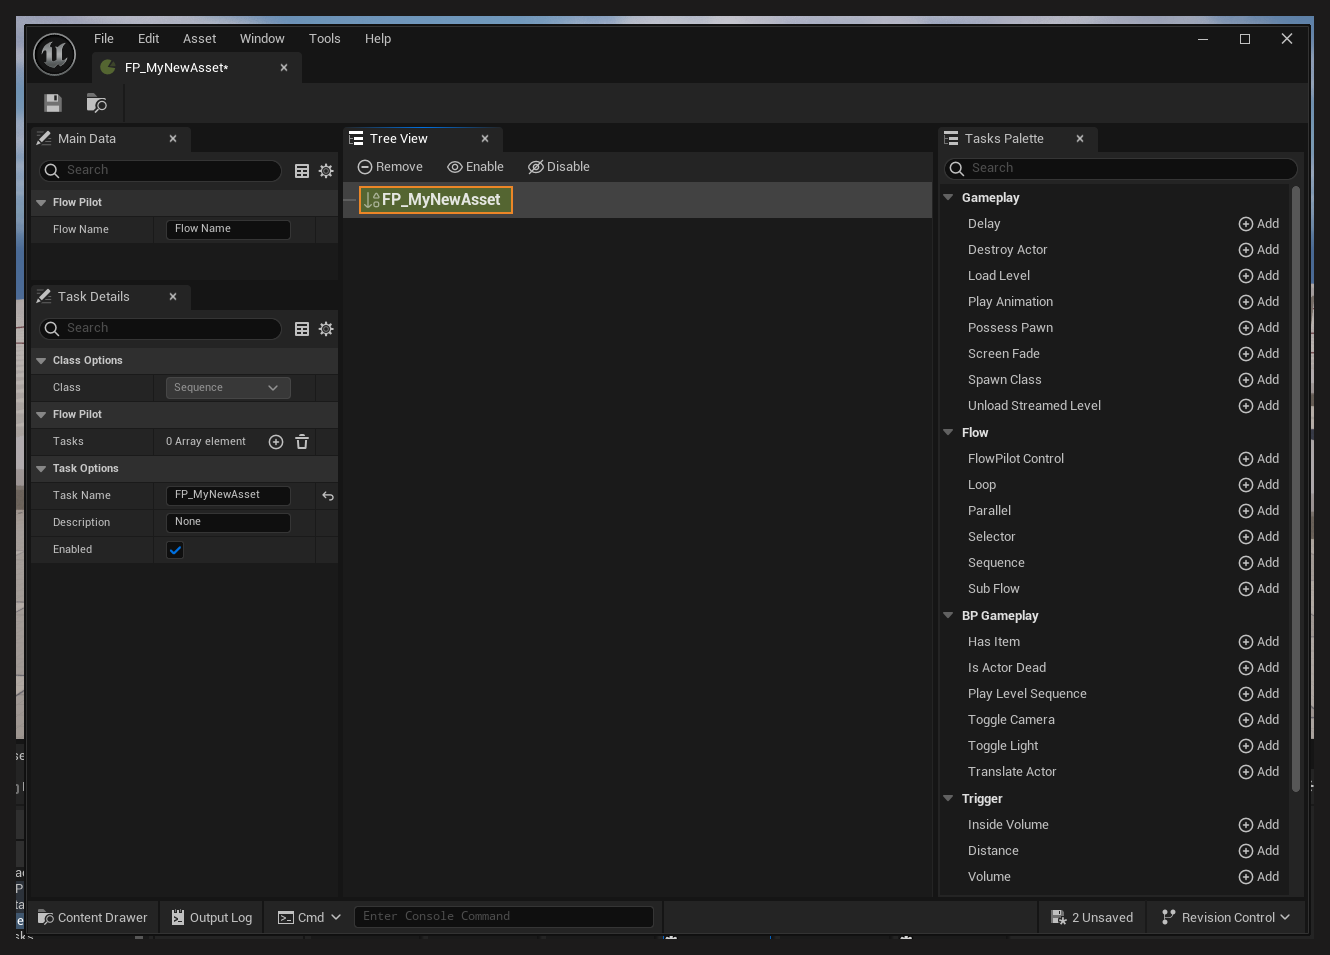 File Edit Asset Window Tools Help
FP_MyNewAsset*
Main Data
Search
Flow Pilot
Flow Name Flow Name
Task Details
Search
Class Options
Class Sequence
Flow Pilot
Tasks 0 Array element
Task Options
Task Name FP_MyNewAsset
Description None
Enabled
Tree View
Remove Enable Disable
FP_MyNewAsset
Tasks Palette
Search
Gameplay
Delay Add
Destroy Actor Add
Load Level Add
Play Animation Add
Possess Pawn Add
Screen Fade Add
Spawn Class Add
Unload Streamed Level Add
Flow
FlowPilot Control Add
Loop Add
Parallel Add
Selector Add
Sequence Add
Sub Flow Add
BP Gameplay
Has Item Add
Is Actor Dead Add
Play Level Sequence Add
Toggle Camera Add
Toggle Light Add
Translate Actor Add
Trigger
Inside Volume Add
Distance Add
Volume Add
Content Drawer Output Log Cmd Enter Console Command 2 Unsaved Revision Control